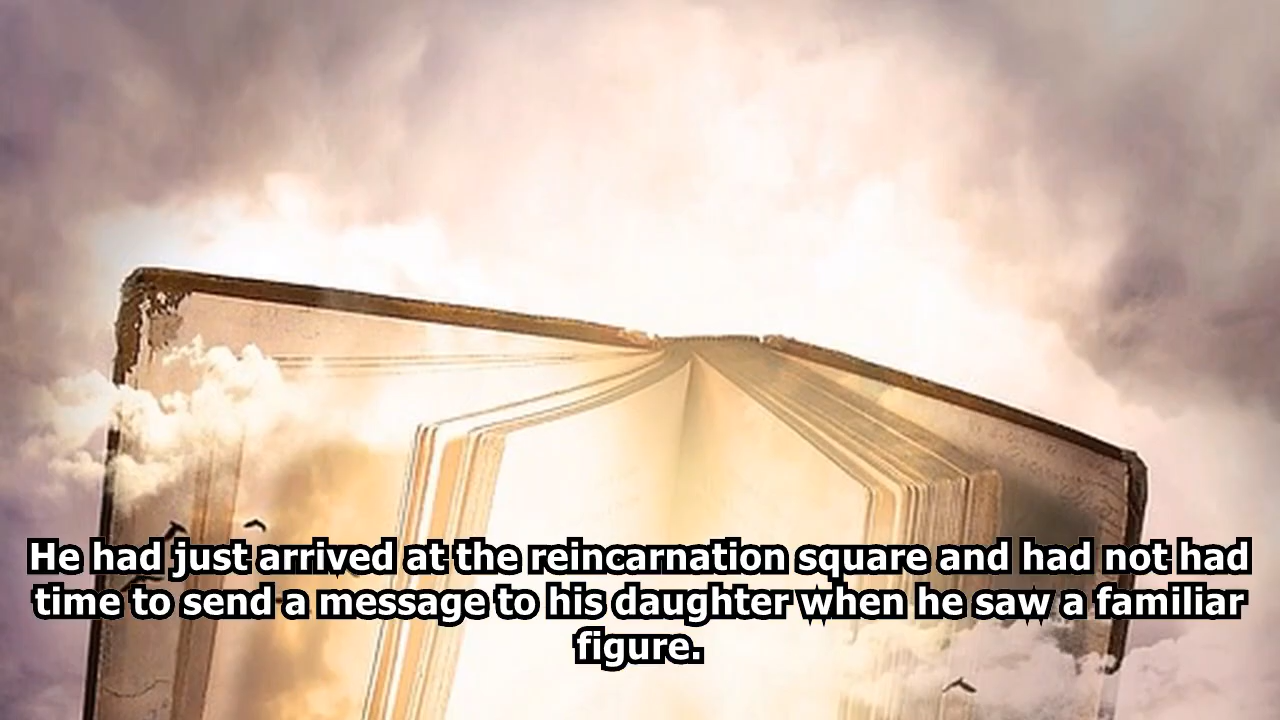 He had just arrived at the reincarnation square and had not had
time to send a message to his daughter when he saw a familiar
figure.